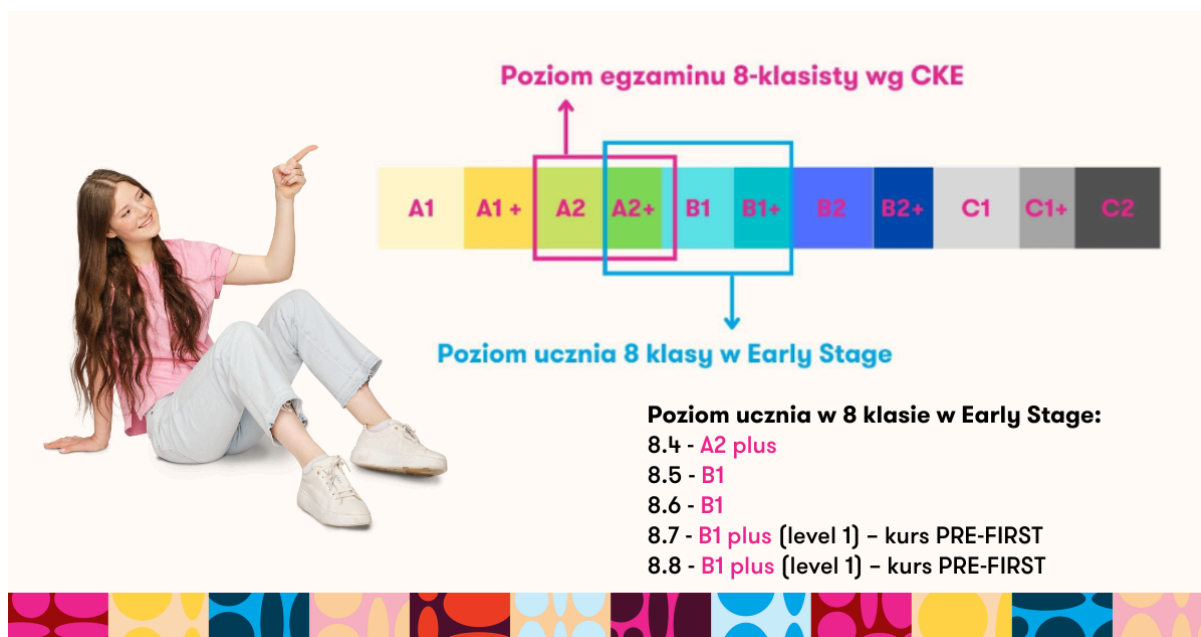 Poziom egzaminu 8-klasisty wg CKE
A1 A1 + A2 A2+ B1 B1+ B2 B2+ C1 C1+ C2
Poziom ucznia 8 klasy w Early Stage
Poziom ucznia w 8 klasie w Early Stage:
8.4 - A2 plus
8.5 - B1
8.6 - B1
8.7 - B1 plus (level 1) – kurs PRE-FIRST
8.8 - B1 plus (level 1) – kurs PRE-FIRST